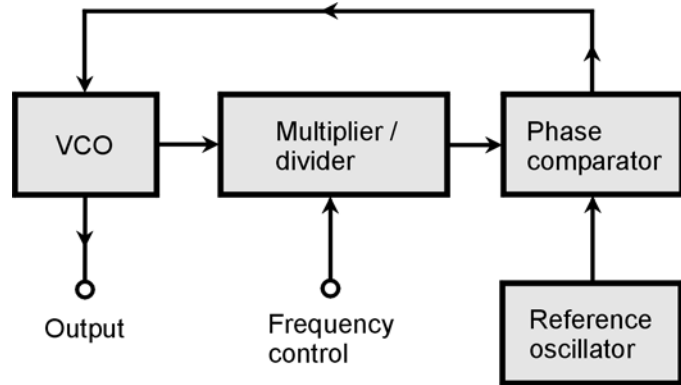 VCO
Multiplier /
divider
Phase
comparator
Output
Frequency
control
Reference
oscillator